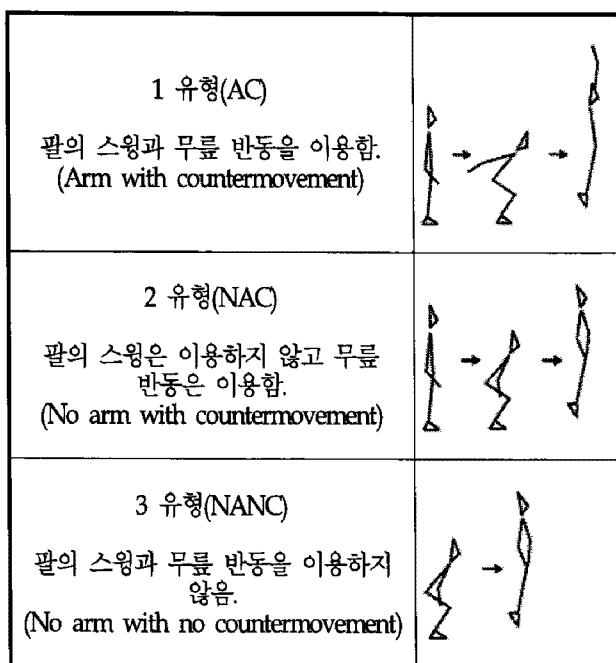 1 유형(AC)
팔의 스윙과 무릎 반동을 이용함.
(Arm with countermovement)
2 유형(NAC)
팔의 스윙은 이용하지 않고 무릎
반동은 이용함.
(No arm with countermovement)
3 유형(NANC)
팔의 스윙과 무릎 반동을 이용하지
않음.
(No arm with no countermovement)